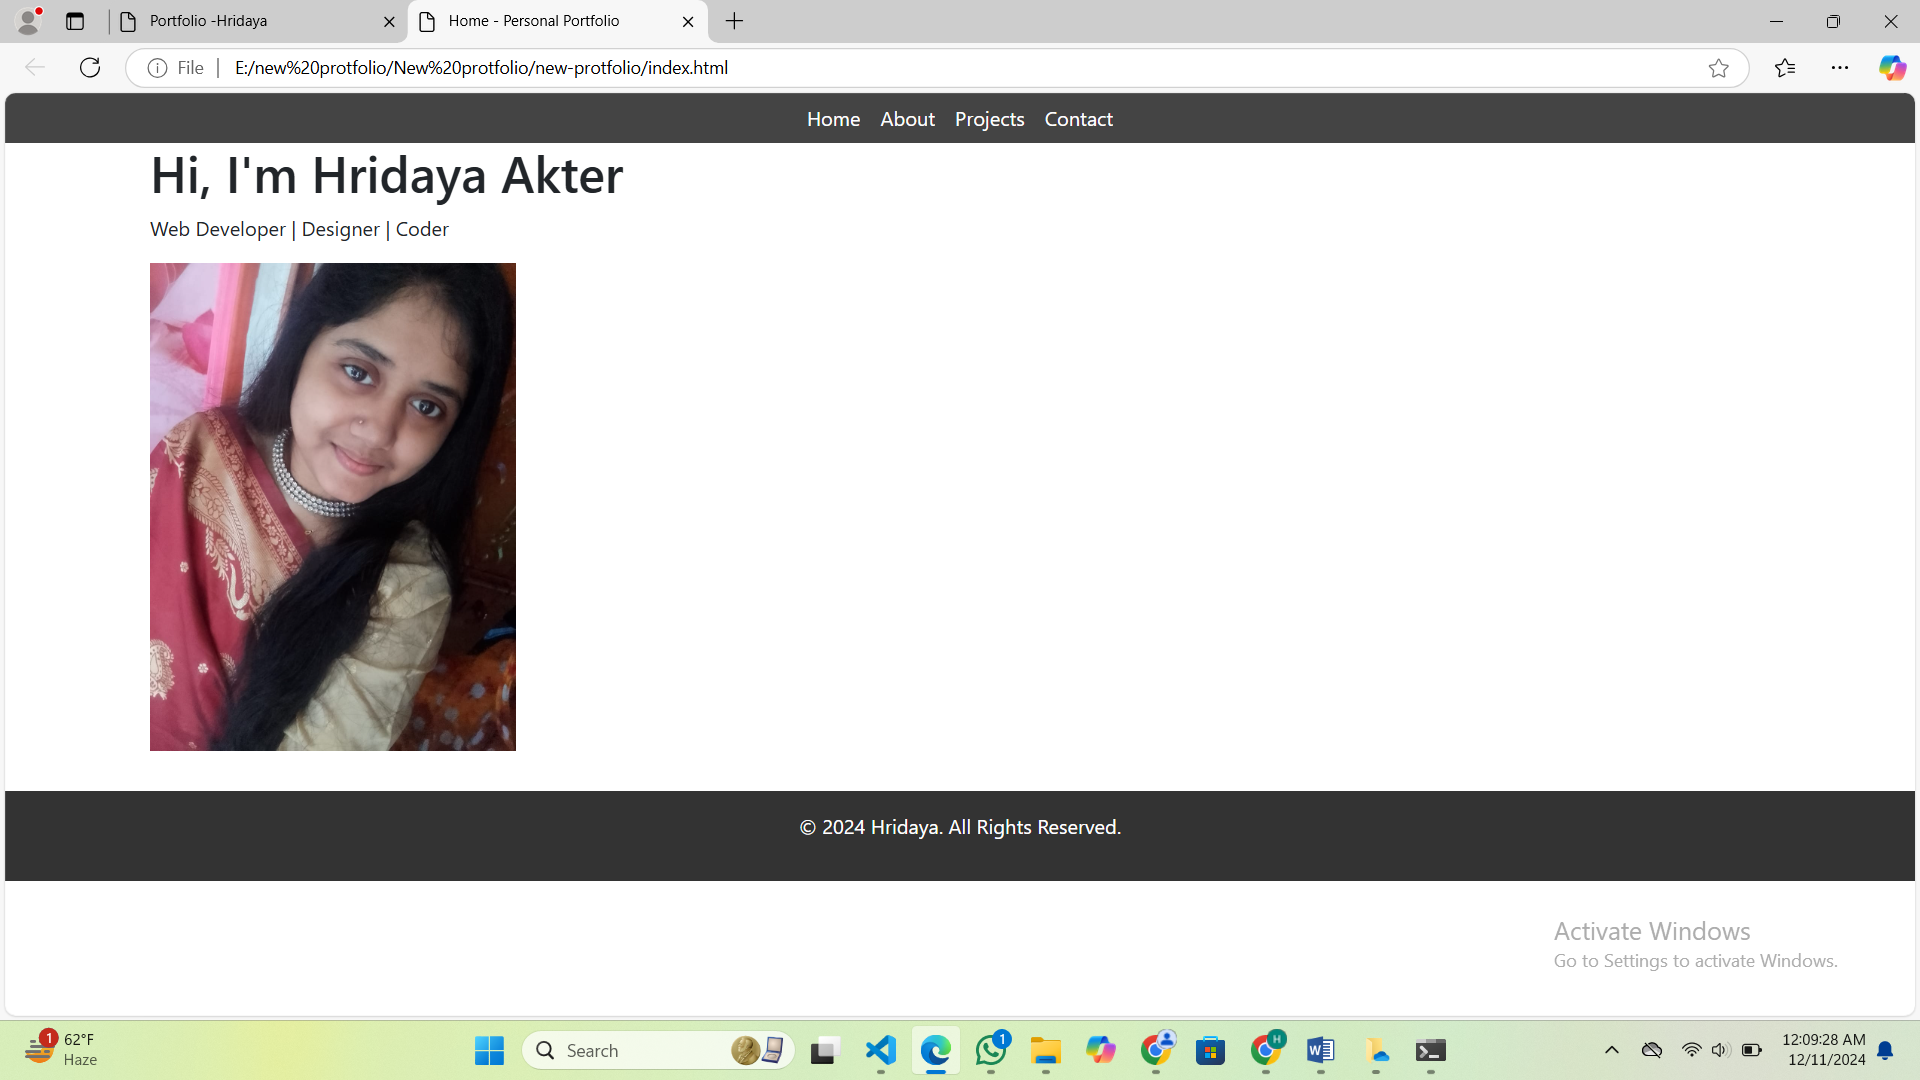 Portfolio -Hridaya
Home - Personal Portfolio
File
E:/new%20protfolio/New%20protfolio/new-protfolio/index.html
Home About Projects Contact
Hi, I'm Hridaya Akter
Web Developer | Designer | Coder
© 2024 Hridaya. All Rights Reserved.
Activate Windows
Go to Settings to activate Windows.
1
62°F
Haze
Search
1
H
W
12:09:28 AM
12/11/2024